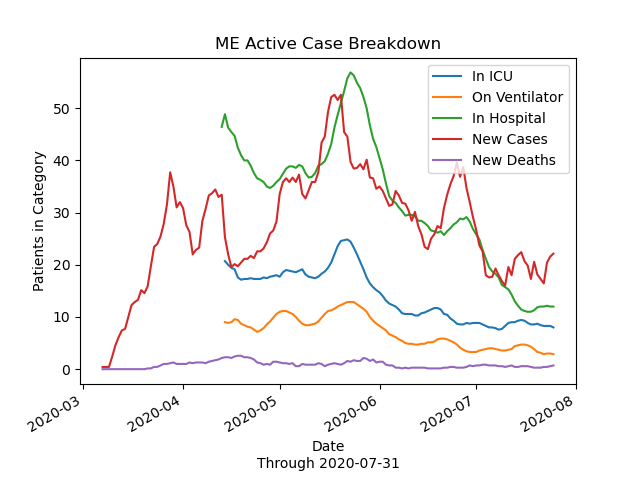 ME Active Case Breakdown
In ICU
On Ventilator
In Hospital
New Cases
New Deaths
Patients in Category
50
40
30
20
10
0
2020-03
2020-04
2020-05
2020-06
2020-07
2020-08
Date
Through 2020-07-31